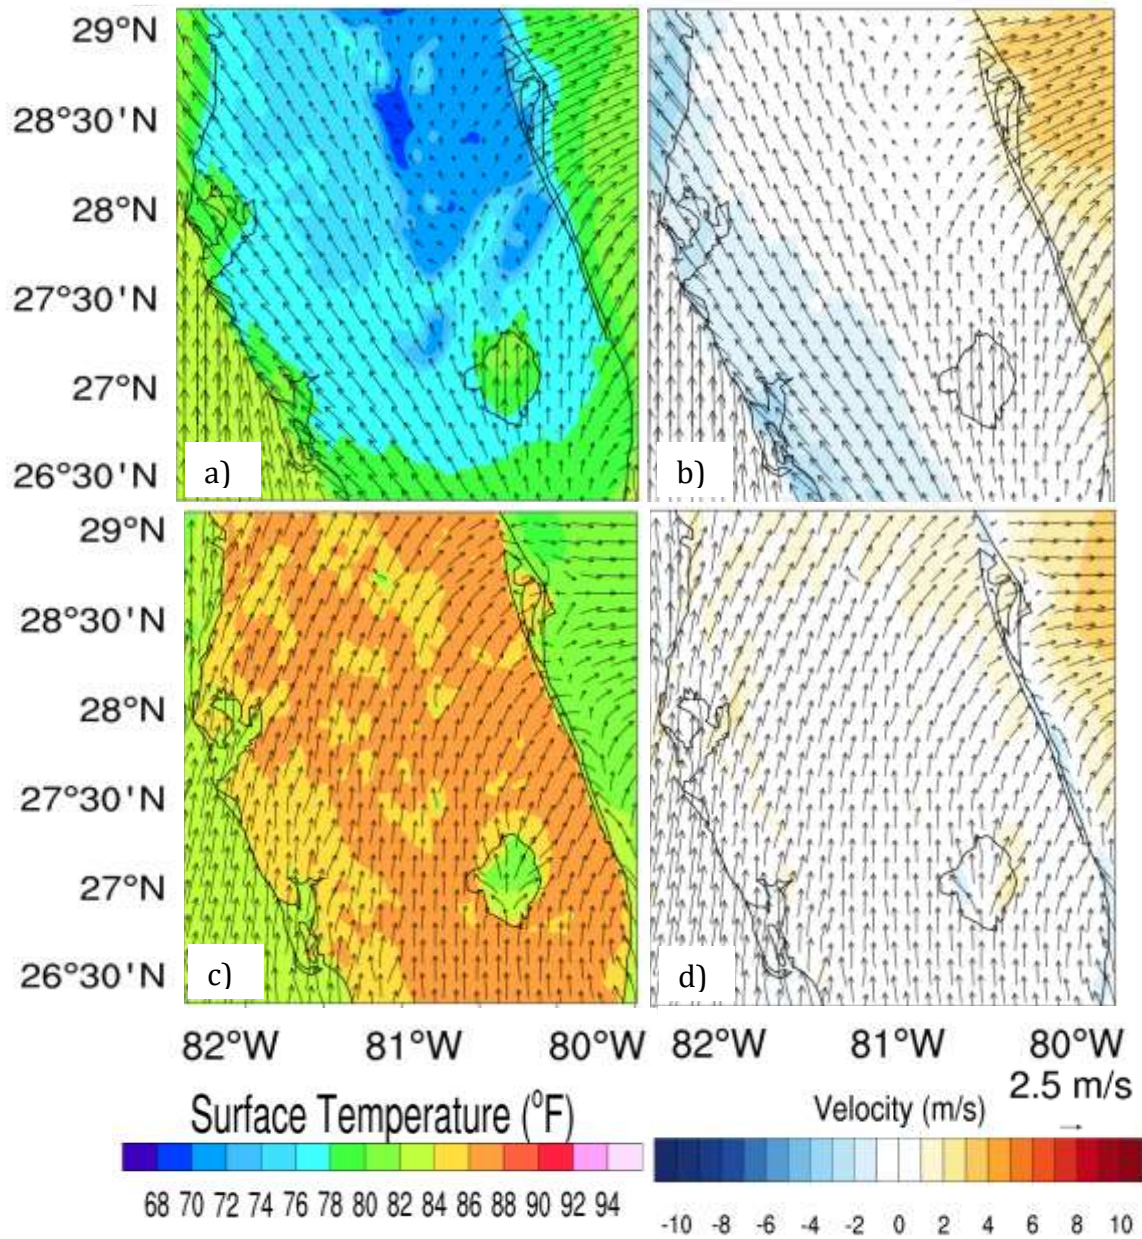 29°N
28°30'N
28°N
27°30'N
27°N
26°30'N
a)
b)
29°N
28°30'N
28°N
27°30'N
27°N
26°30'N
c)
d)
82°W 81°W 80°W 82°W 81°W 80°W
2.5 m/s
Surface Temperature (°F)
Velocity (m/s)
68 70 72 74 76 78 80 82 84 86 88 90 92 94
-10 -8 -6 -4 -2 0 2 4 6 8 10